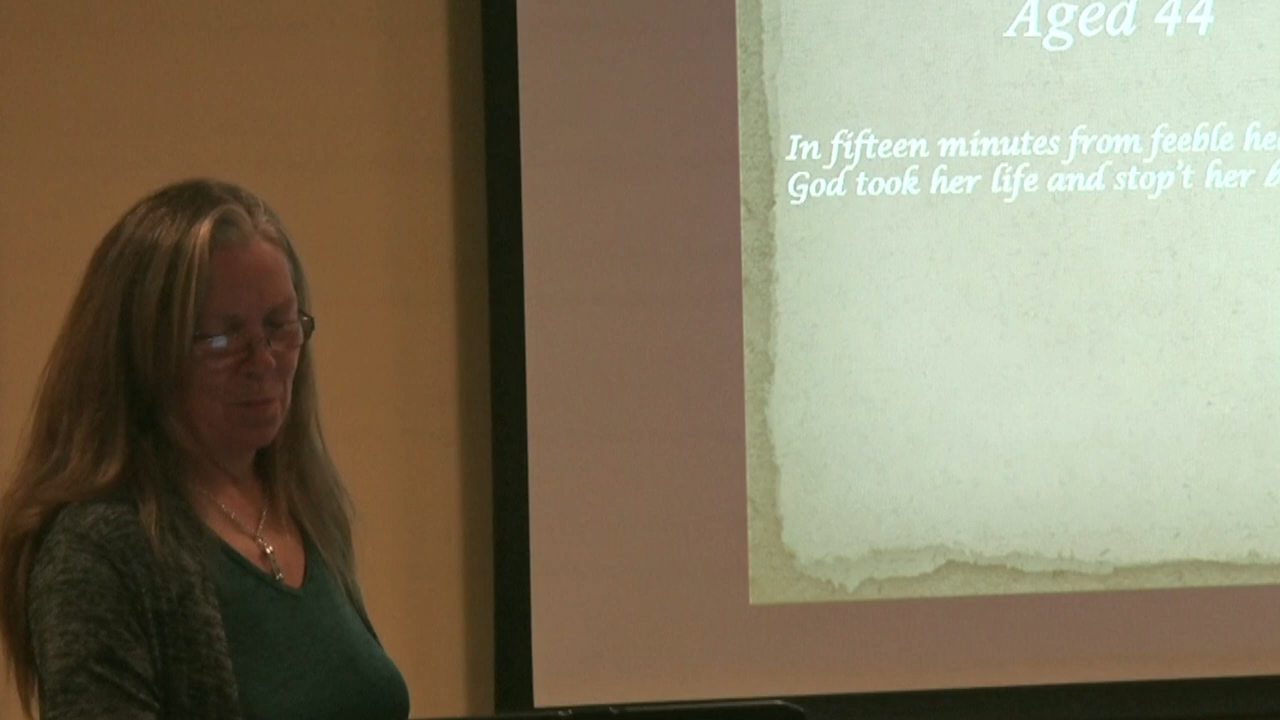 Aged 44
In fifteen minutes from feeble
God took her life and stop't her